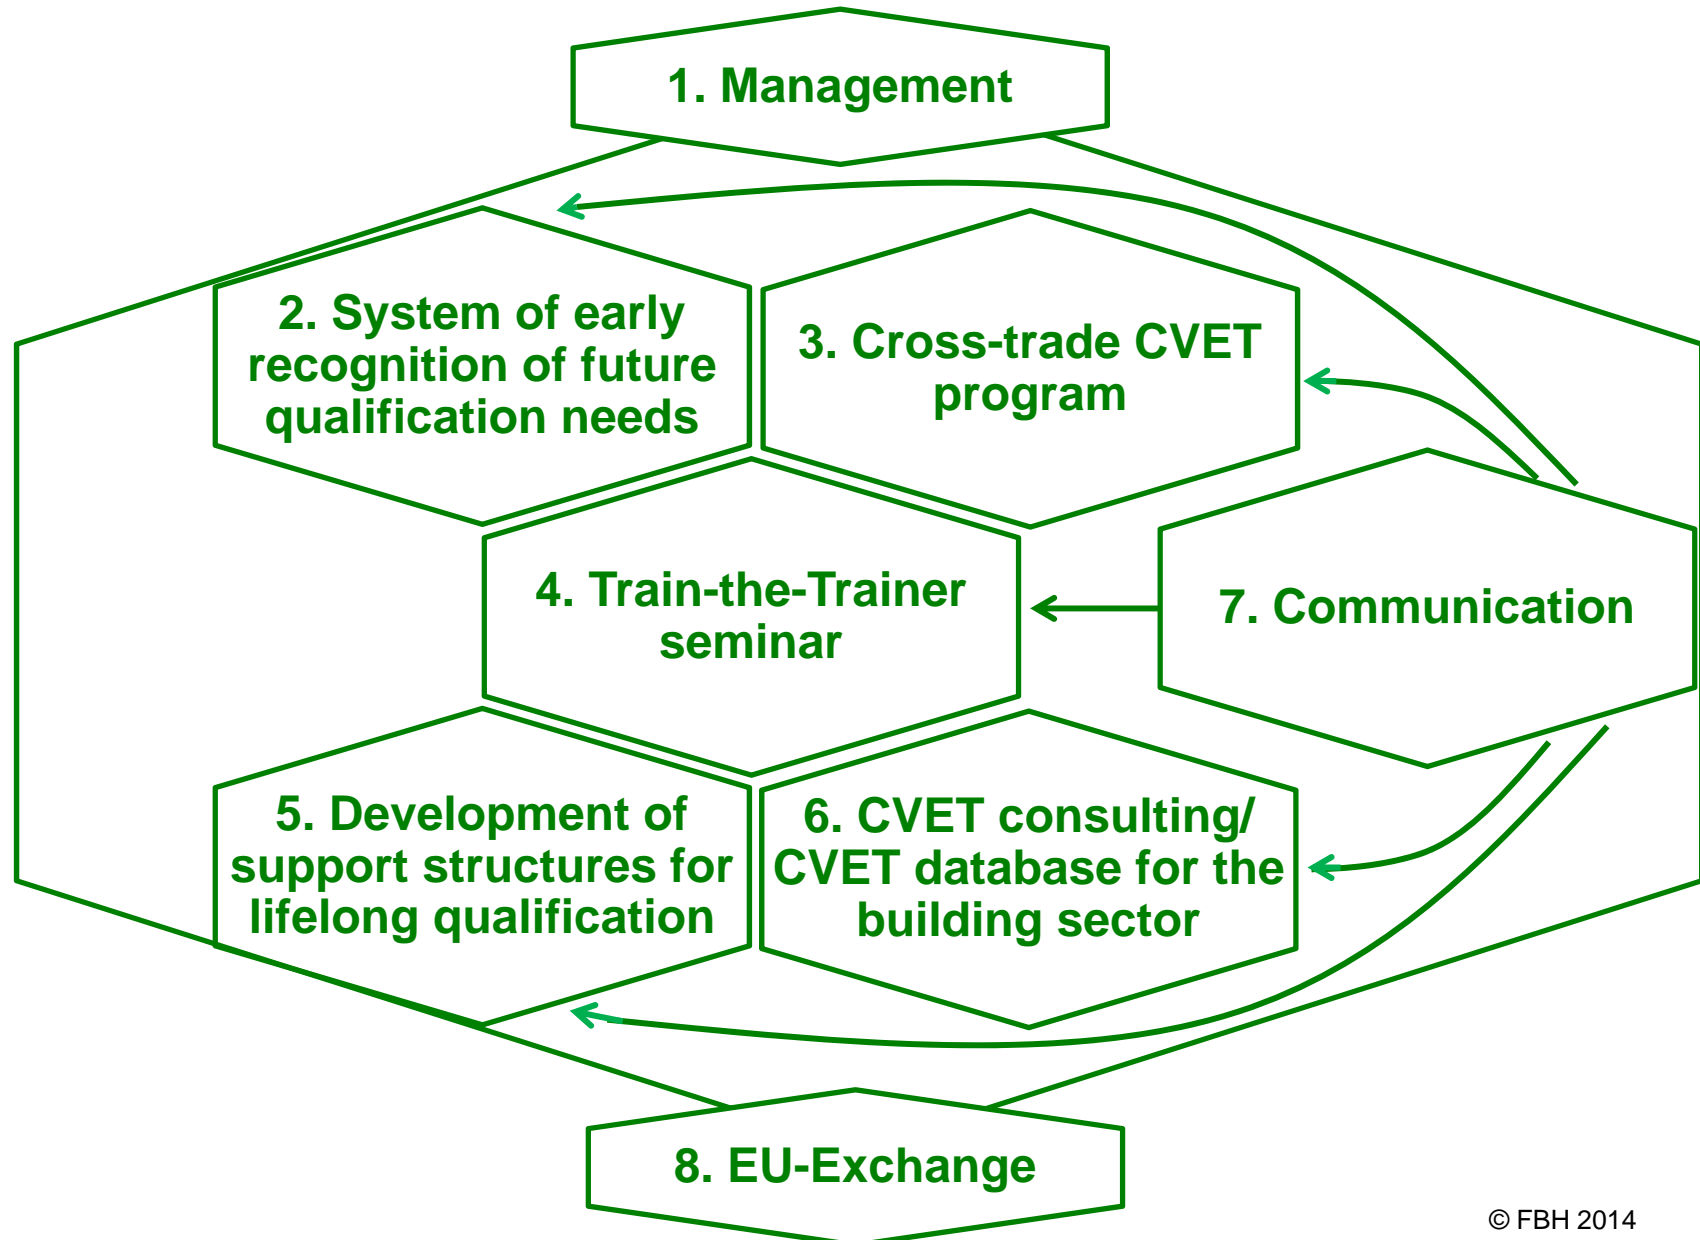 1. Management
2. System of early
recognition of future
qualification needs
3. Cross-trade CVET
program
4. Train-the-Trainer
seminar
7. Communication
5. Development of
support structures for
lifelong qualification
6. CVET consulting/
CVET database for the
building sector
8. EU-Exchange
© FBH 2014